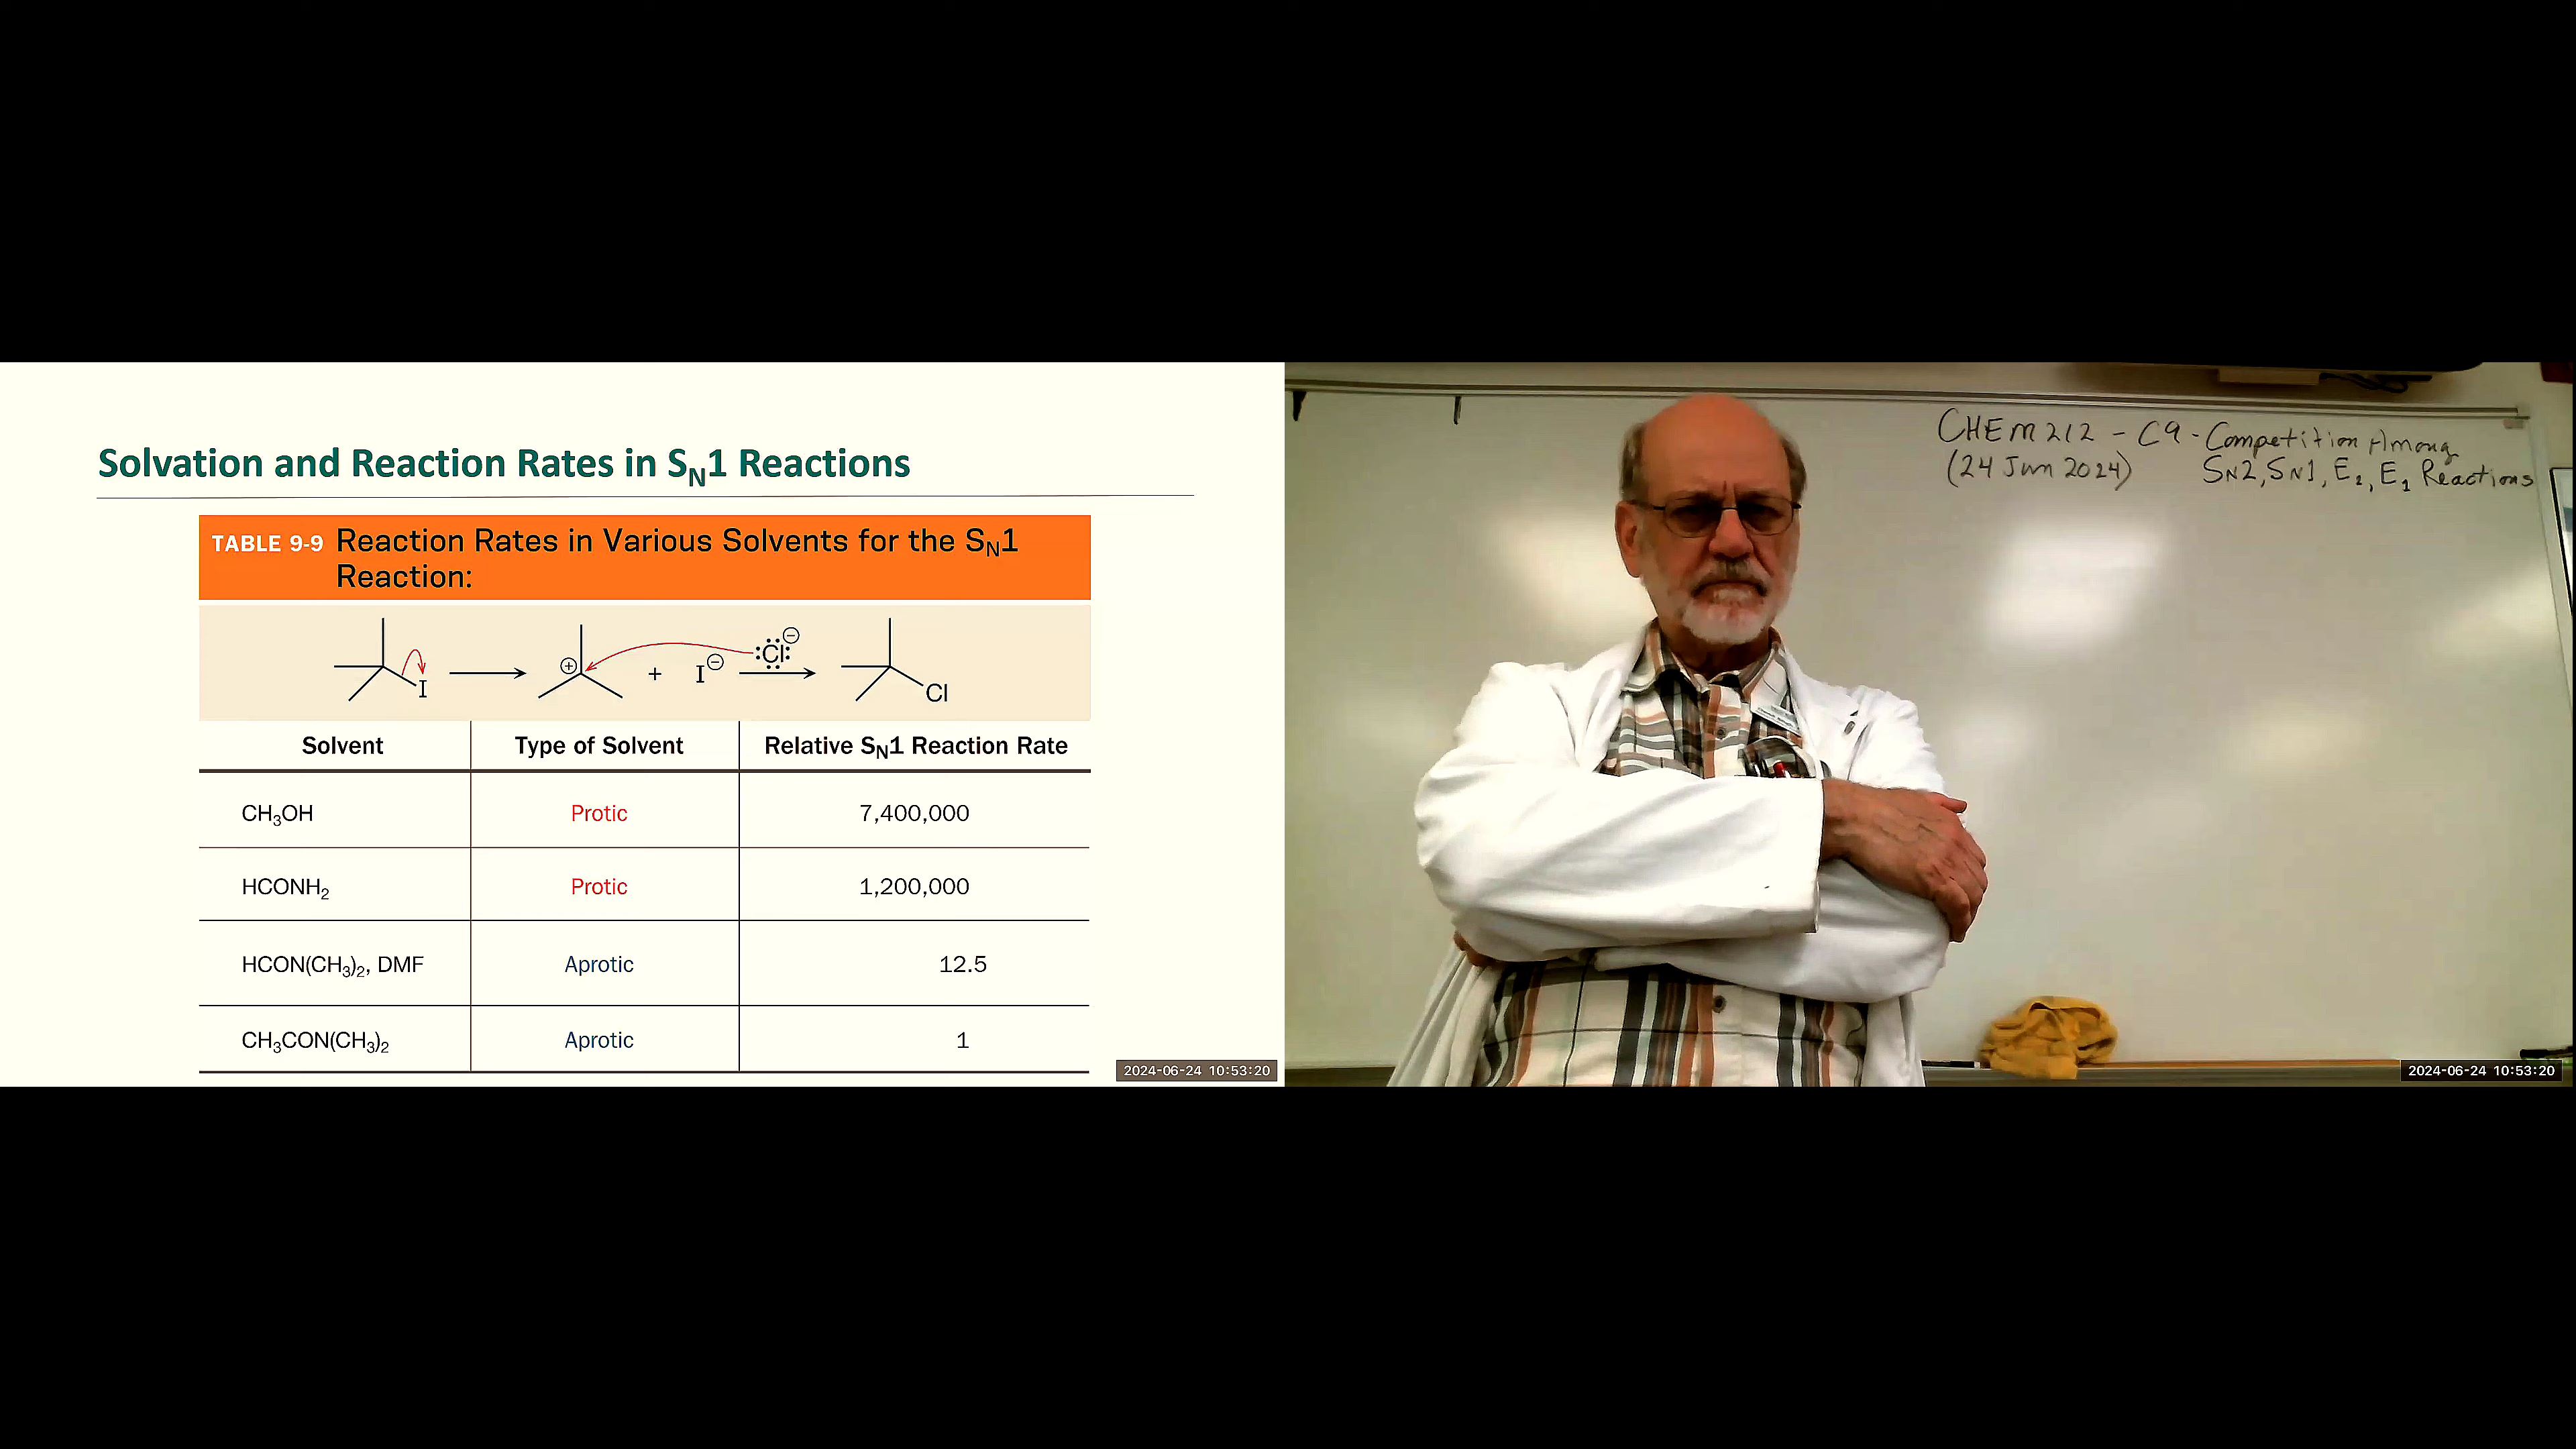 Solvation and Reaction Rates in SN1 Reactions
TABLE 9-9 Reaction Rates in Various Solvents for the SN1
Reaction:
I
⊕ + I⊖ :Cl:⊖
Cl
Solvent Type of Solvent Relative SN1 Reaction Rate
CH3OH Protic 7,400,000
HCONH2 Protic 1,200,000
HCON(CH3)2, DMF Aprotic 12.5
CH3CON(CH3)2 Aprotic 1
2024-06-24 10:53:20
CHEM 212 - C9 - Competition Among
(24 Jun 2024) SN2, SN1, E2, E1 Reactions
2024-06-24 10:53:20